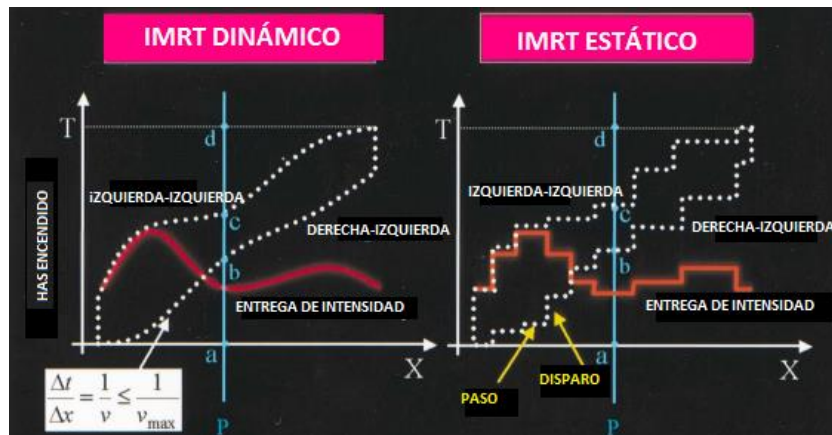 IMRT DINÁMICO
T
HAS ENCENDIDO
d
iZQUIERDA-IZQUIERDA
c
DERECHA-IZQUIERDA
b
ENTREGA DE INTENSIDAD
a
X
Δt/Δx = 1/v ≤ 1/vmax
P
IMRT ESTÁTICO
T
d
IZQUIERDA-IZQUIERDA
c
DERECHA-IZQUIERDA
b
ENTREGA DE INTENSIDAD
a
X
DISPARO
PASO
P